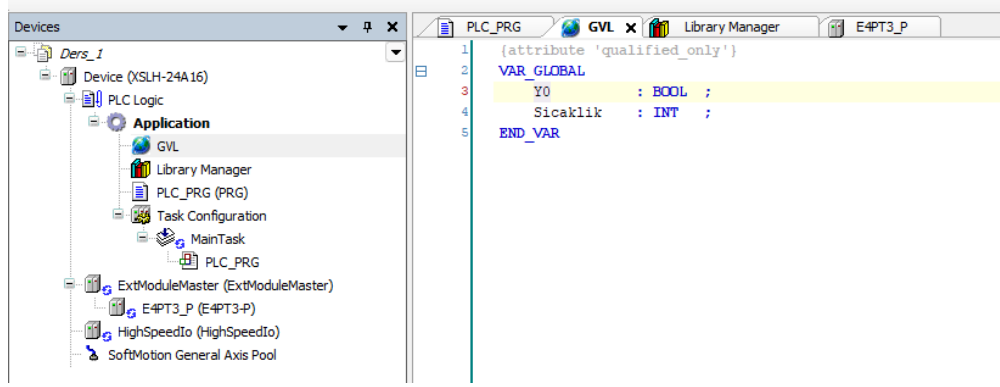 Devices
Ders_1
Device (XSLH-24A16)
PLC Logic
Application
GVL
Library Manager
PLC_PRG (PRG)
Task Configuration
MainTask
PLC_PRG
ExtModuleMaster (ExtModuleMaster)
E4PT3_P (E4PT3-P)
HighSpeedIo (HighSpeedIo)
SoftMotion General Axis Pool
PLC_PRG GVL Library Manager E4PT3_P
1 {attribute 'qualified_only'}
2 VAR_GLOBAL
3 Y0 : BOOL ;
4 Sicaklik : INT ;
5 END_VAR